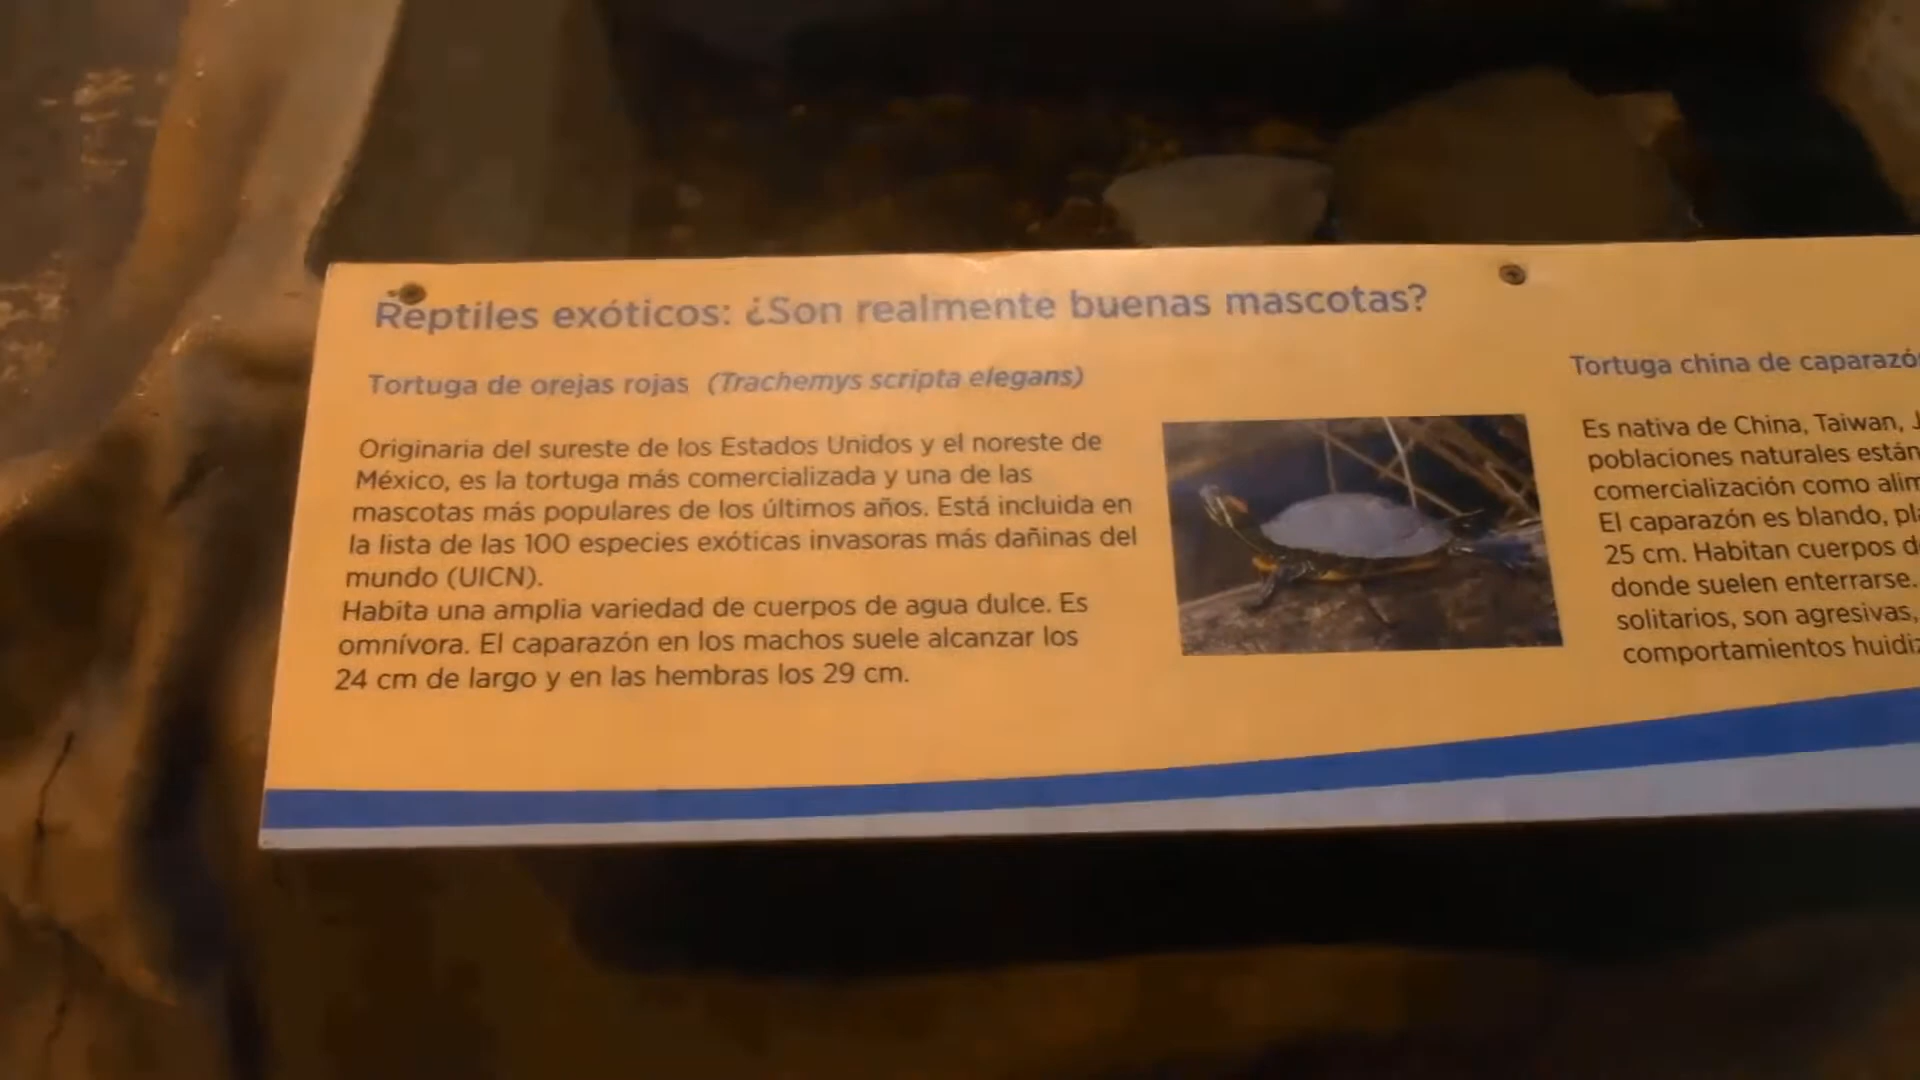 Reptiles exóticos: ¿Son realmente buenas mascotas?
Tortuga de orejas rojas (Trachemys scripta elegans)
Originaria del sureste de los Estados Unidos y el noreste de
México, es la tortuga más comercializada y una de las
mascotas más populares de los últimos años. Está incluida en
la lista de las 100 especies exóticas invasoras más dañinas del
mundo (UICN).
Habita una amplia variedad de cuerpos de agua dulce. Es
omnívora. El caparazón en los machos suele alcanzar los
24 cm de largo y en las hembras los 29 cm.
Tortuga china de
Es nativa de China, Taiwan,
poblaciones naturales están
comercialización como
El caparazón es blando,
25 cm. Habitan cuerpos
donde suelen enterrarse.
solitarios, son agresivas,
comportamientos